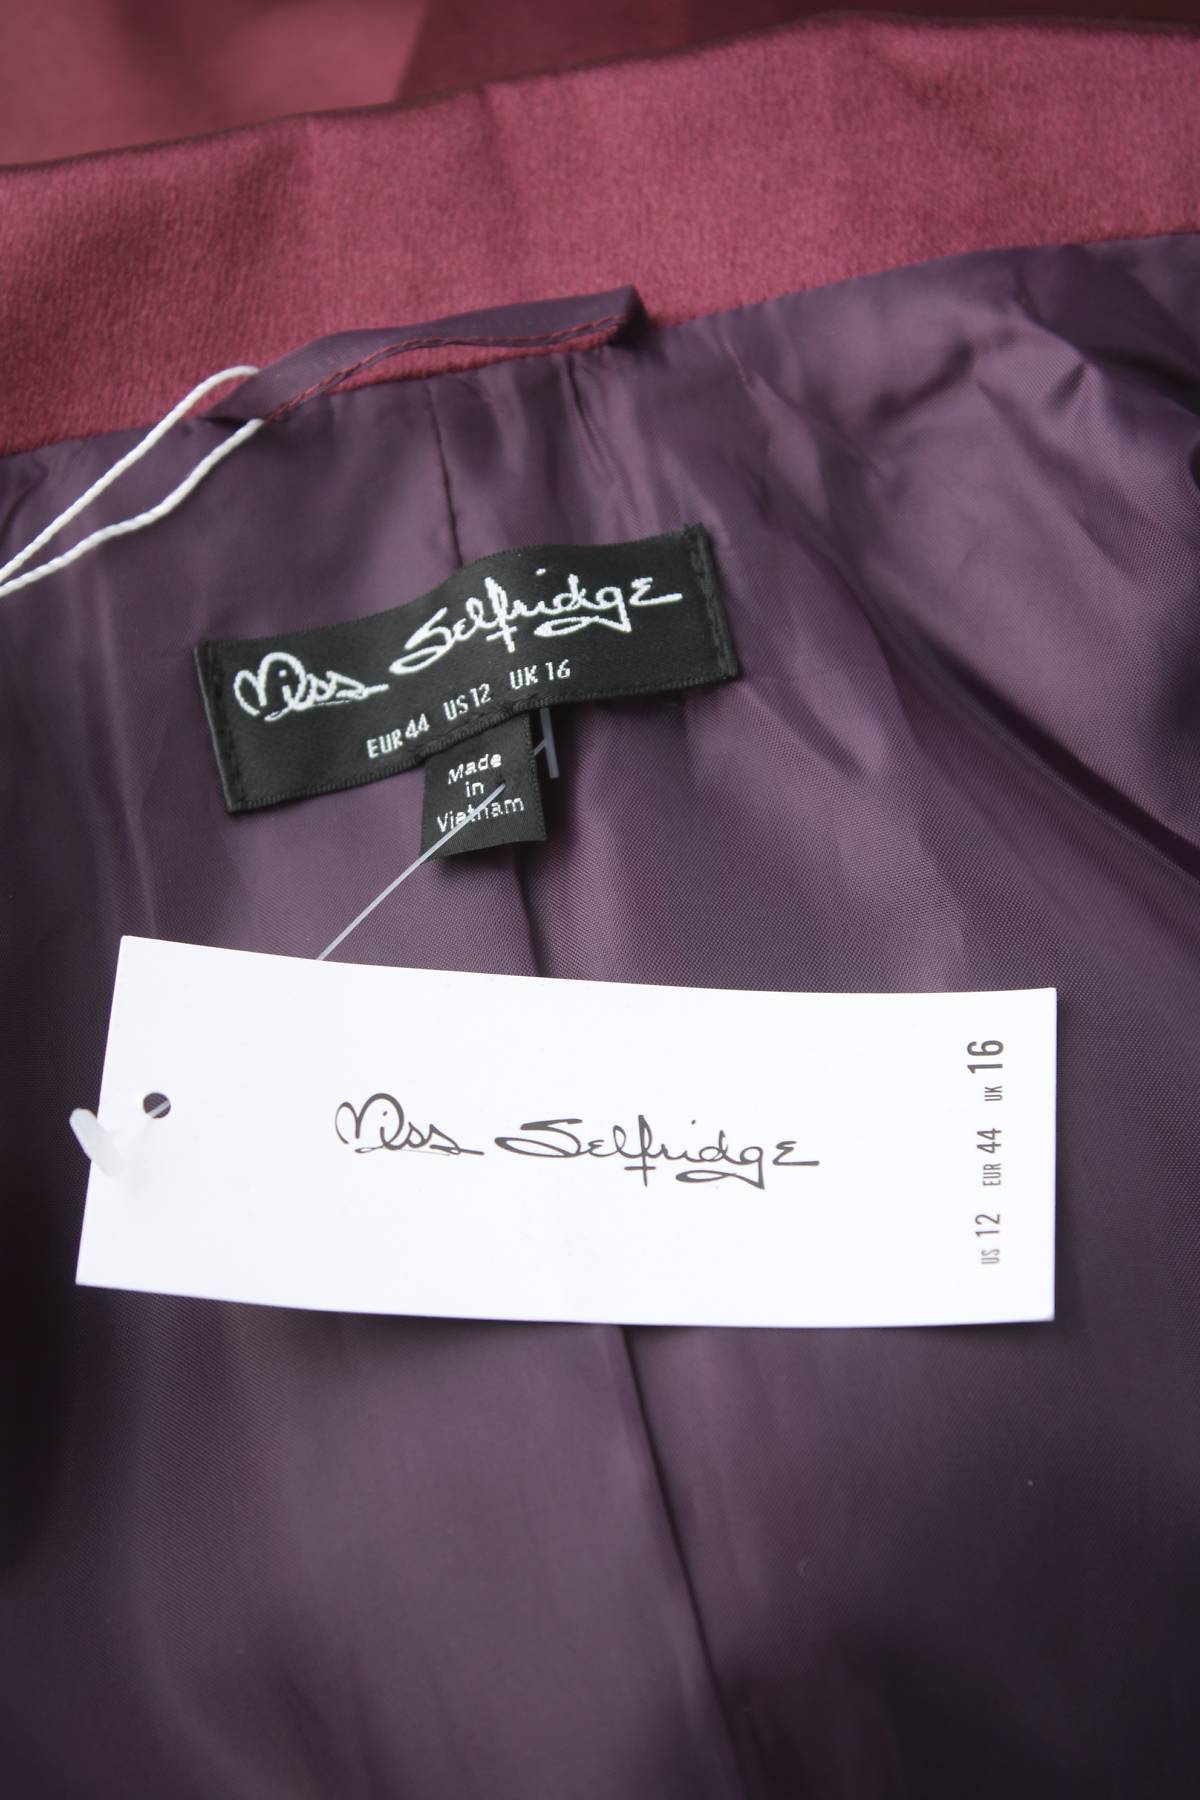 Miss Selfridge
EUR 44 US 12 UK 16
Made
in
Vietnam
Miss Selfridge
US 12 EUR 44 UK 16